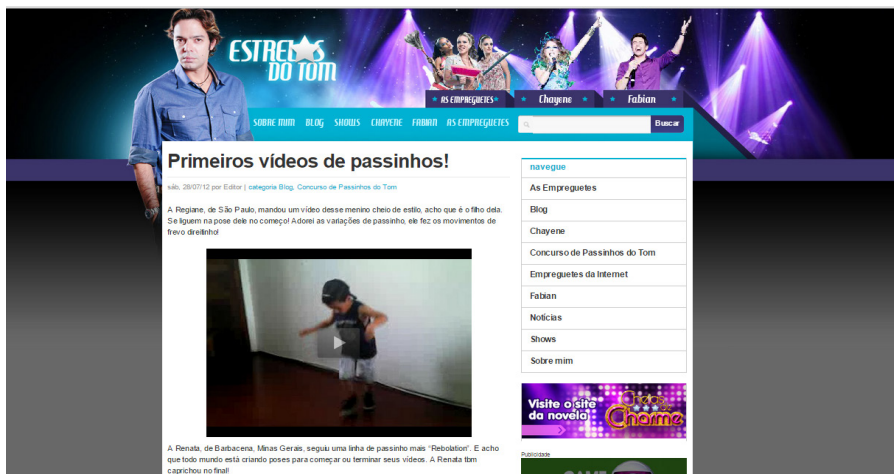 ESTRELAS
DO TOM
AS EMPREGUETES
Chayene
Fabian
SOBRE MIM BLOG SHOWS CHAYENE FABIAN AS EMPREGUETES
Buscar
Primeiros vídeos de passinhos!
sáb, 28/07/12 por Editor | categoria Blog, Concurso de Passinhos do Tom
A Regiane, de São Paulo, mandou um vídeo desse menino cheio de estilo, acho que é o filho dela.
Se liguem na pose dele no começo! Adorei as variações de passinho, ele fez os movimentos de
frevo direitinho!
A Renata, de Barbacena, Minas Gerais, seguiu uma linha de passinho mais “Rebolation”. E acho
que todo mundo está criando poses para começar ou terminar seus vídeos. A Renata tbm
caprichou no final!
navegue
As Empreguetes
Blog
Chayene
Concurso de Passinhos do Tom
Empreguetes da Internet
Fabian
Notícias
Shows
Sobre mim
Visite o site
da novela
Cheias de
Charme
Publicidade
GAME